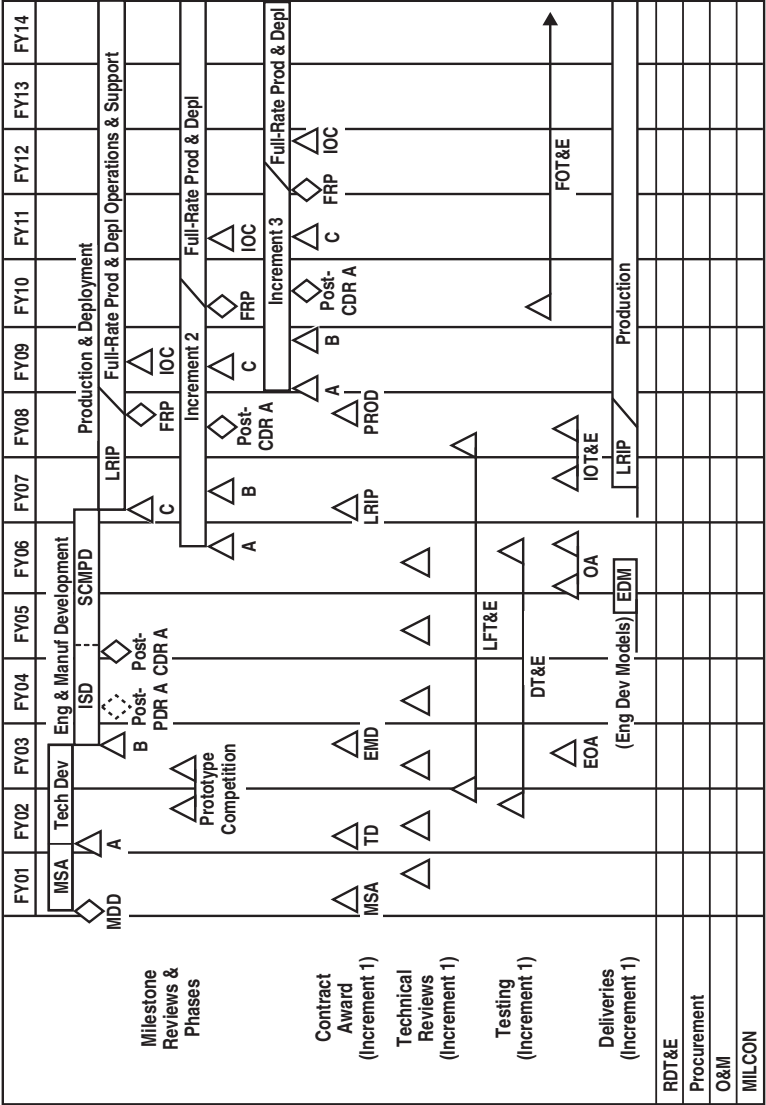 FY01 FY02 FY03 FY04 FY05 FY06 FY07 FY08 FY09 FY10 FY11 FY12 FY13 FY14
Milestone
Reviews &
Phases
MSA Tech Dev
Eng & Manuf Development
Production & Deployment
ISD SCMPD
LRIP Full-Rate Prod & Depl Operations & Support
MDD
A
B
Post-
PDR A
Post-
CDR A
C
FRP
IOC
Prototype
Competition
Increment 2 Full-Rate Prod & Depl
A
B
Post-
CDR A
C
FRP
IOC
Increment 3 Full-Rate Prod & Depl
A
B
Post-
CDR A
C
FRP
IOC
Contract
Award
(Increment 1)
MSA TD EMD LRIP PROD
Technical
Reviews
(Increment 1)
Testing
(Increment 1)
LFT&E
DT&E
FOT&E
EOA OA IOT&E
Deliveries
(Increment 1)
(Eng Dev Models) EDM
LRIP Production
RDT&E
Procurement
O&M
MILCON